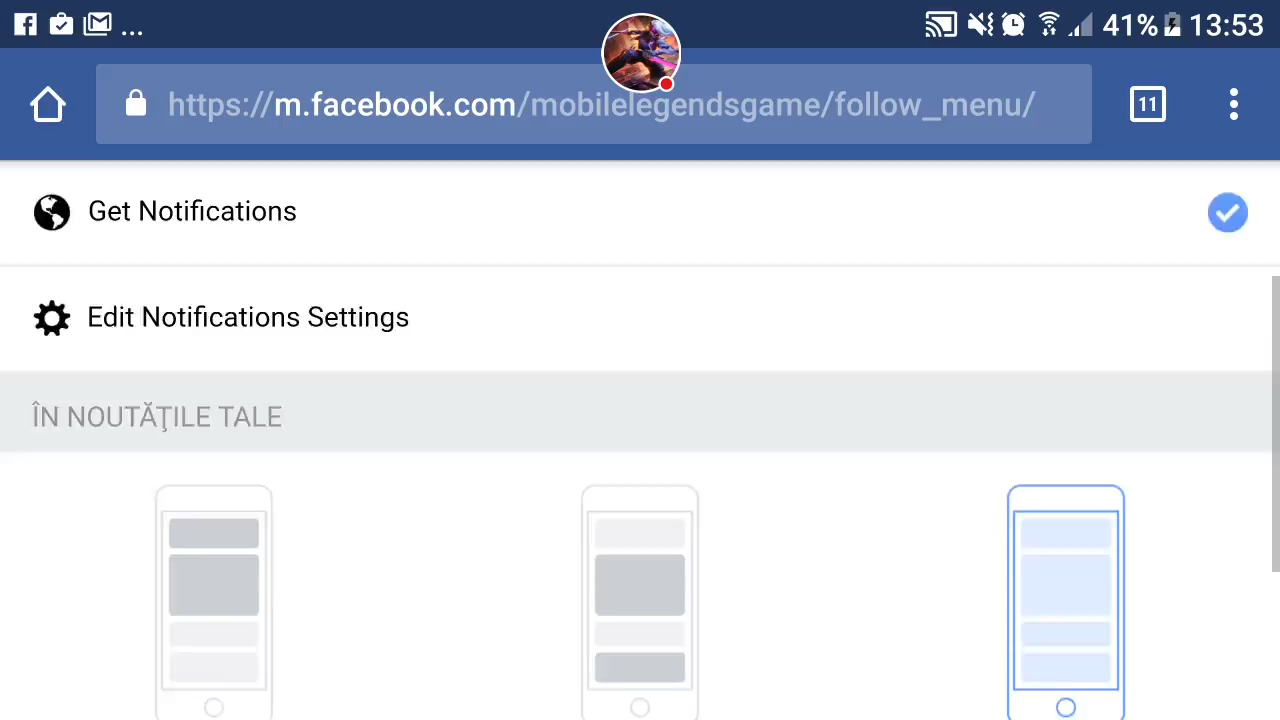 ... 41% 13:53
https://m.facebook.com/mobilelegendsgame/follow_menu/ 11
Get Notifications
Edit Notifications Settings
ÎN NOUTĂŢILE TALE